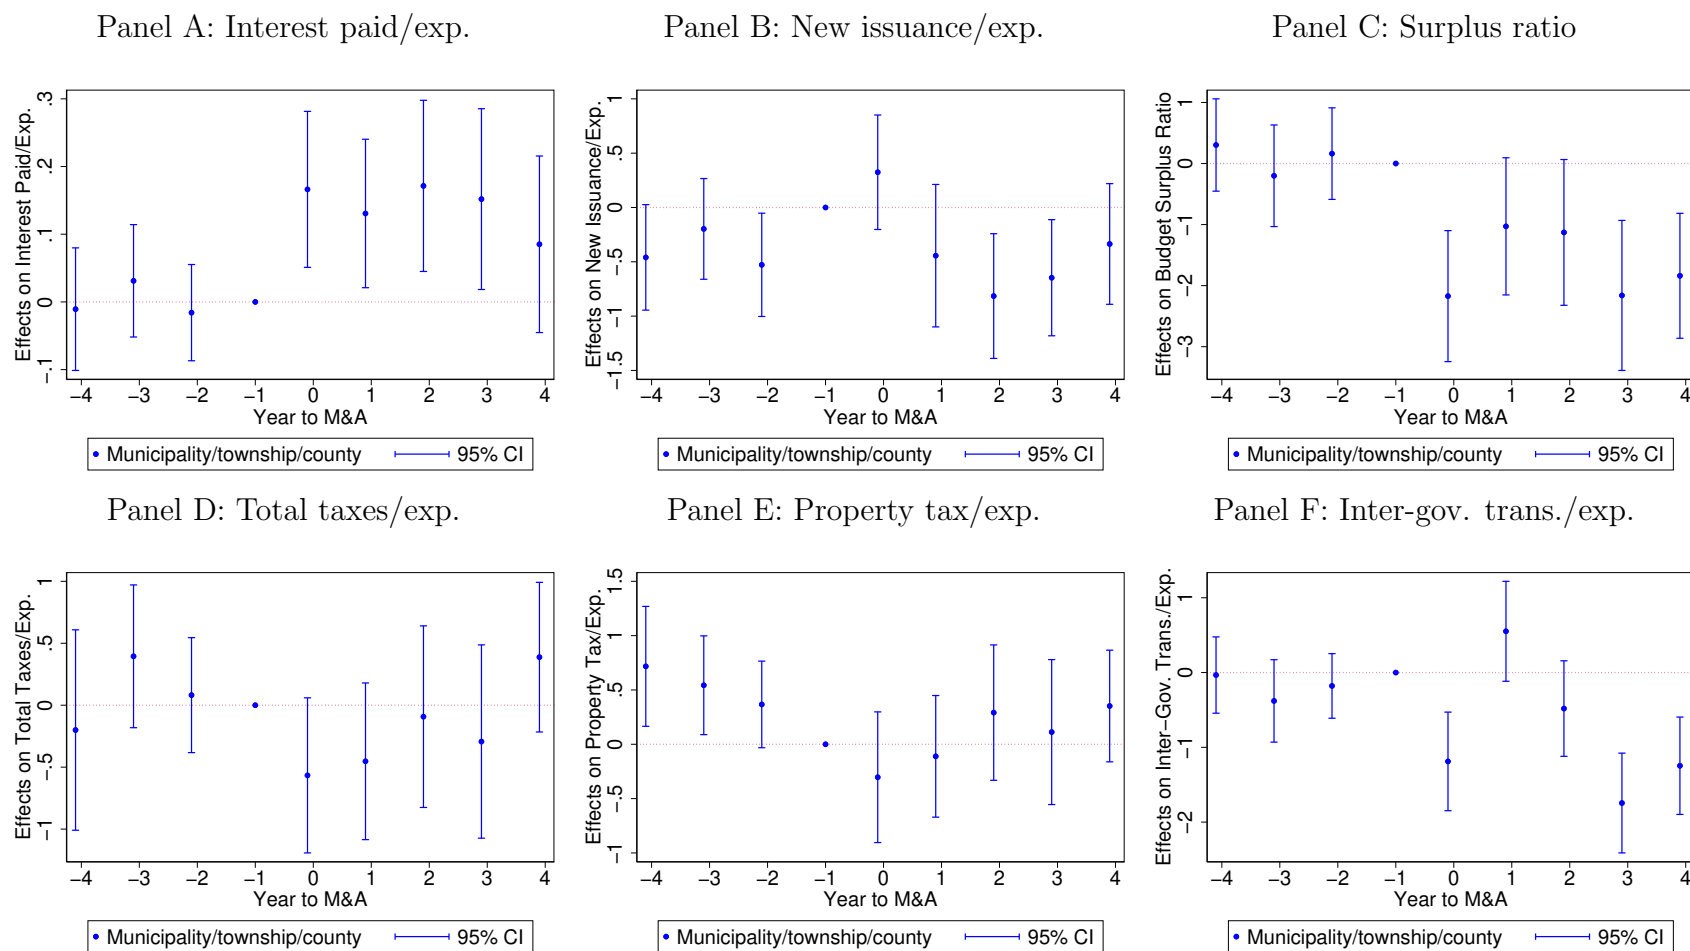 Panel A: Interest paid/exp.
Effects on Interest Paid/Exp.
.3
.2
.1
0
−.1
−4 −3 −2 −1 0 1 2 3 4
Year to M&A
Municipality/township/county 95% CI
Panel B: New issuance/exp.
Effects on New Issuance/Exp.
1
.5
0
−.5
−1
−1.5
−4 −3 −2 −1 0 1 2 3 4
Year to M&A
Municipality/township/county 95% CI
Panel C: Surplus ratio
Effects on Budget Surplus Ratio
1
0
−1
−2
−3
−4 −3 −2 −1 0 1 2 3 4
Year to M&A
Municipality/township/county 95% CI
Panel D: Total taxes/exp.
Effects on Total Taxes/Exp.
1
.5
0
−.5
−1
−4 −3 −2 −1 0 1 2 3 4
Year to M&A
Municipality/township/county 95% CI
Panel E: Property tax/exp.
Effects on Property Tax/Exp.
1.5
1
.5
0
−.5
−1
−4 −3 −2 −1 0 1 2 3 4
Year to M&A
Municipality/township/county 95% CI
Panel F: Inter-gov. trans./exp.
Effects on Inter−Gov. Trans./Exp.
1
0
−1
−2
−4 −3 −2 −1 0 1 2 3 4
Year to M&A
Municipality/township/county 95% CI